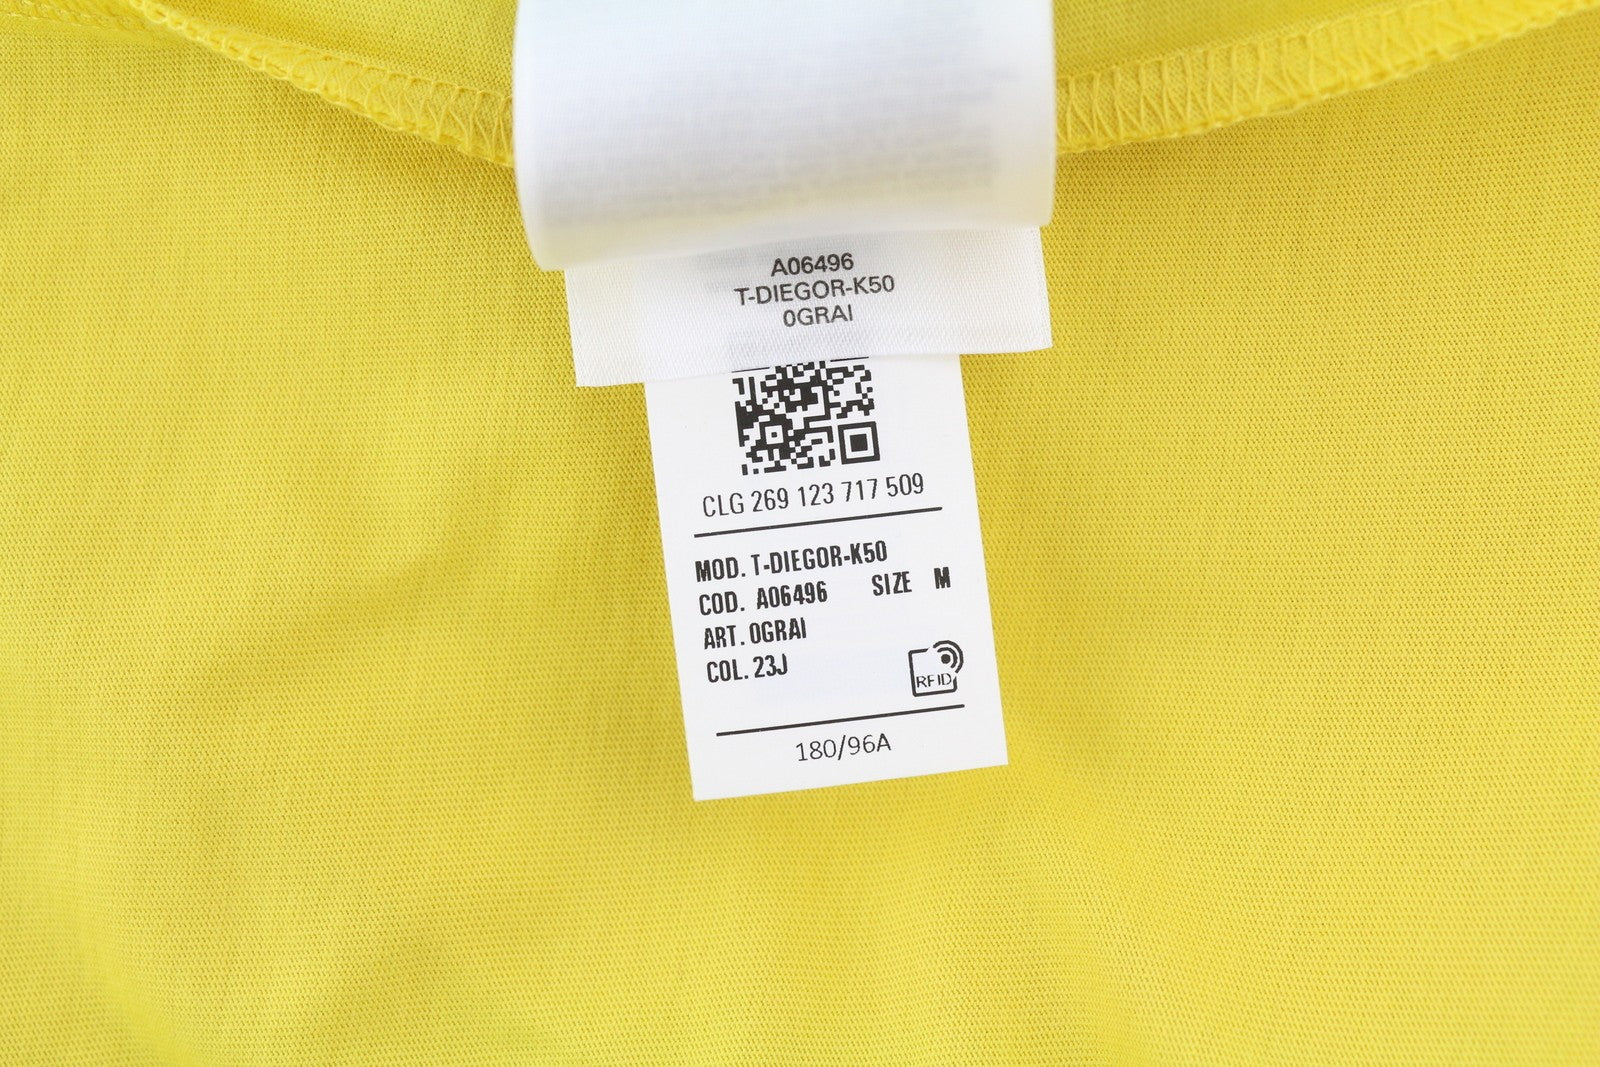 A06496
T-DIEGOR-K50
0GRAI
CLG 269 123 717 509
MOD. T-DIEGOR-K50
COD. A06496 SIZE M
ART. 0GRAI
COL. 23J
RFID
180/96A